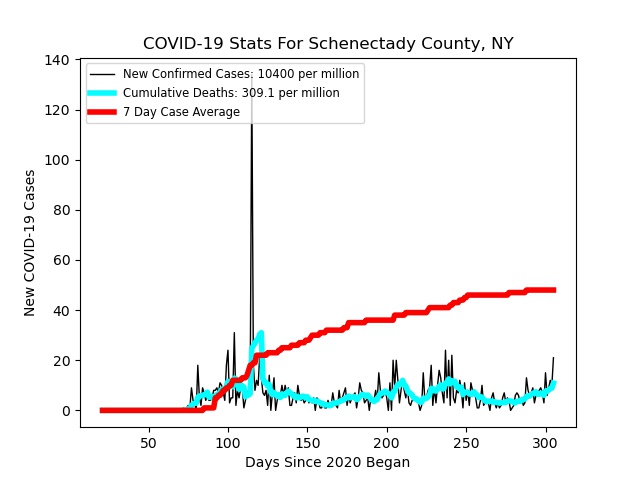 COVID-19 Stats For Schenectady County, NY
New Confirmed Cases: 10400 per million
Cumulative Deaths: 309.1 per million
7 Day Case Average
140
120
100
80
60
40
20
0
New COVID-19 Cases
50 100 150 200 250 300
Days Since 2020 Began